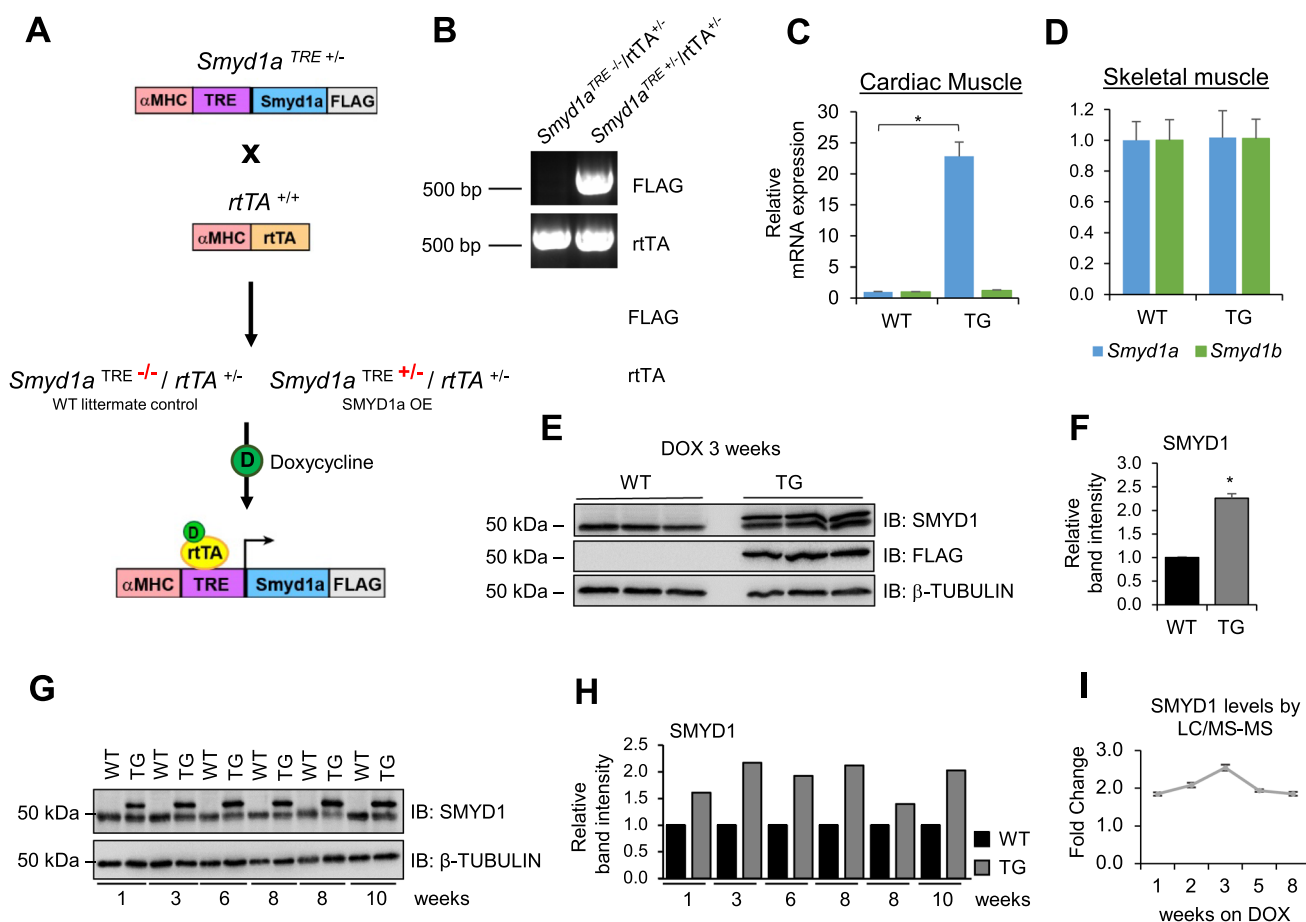 A
Smyd1a TRE +/-
αMHC TRE Smyd1a FLAG
x
rtTA +/+
αMHC rtTA
Smyd1a TRE -/- / rtTA +/-
WT littermate control
Smyd1a TRE +/- / rtTA +/-
SMYD1a OE
D Doxycycline
D
rtTA
αMHC TRE Smyd1a FLAG
B
Smyd1a TRE -/-/rtTA+/-
Smyd1a TRE +/-/rtTA+/-
500 bp FLAG
500 bp rtTA
FLAG
rtTA
C
Cardiac Muscle
Relative
mRNA expression
30
25
20
15
10
5
0
*
WT TG
D
Skeletal muscle
1.2
1.0
0.8
0.6
0.4
0.2
0.0
WT TG
Smyd1a Smyd1b
E
DOX 3 weeks
WT TG
50 kDa – IB: SMYD1
IB: FLAG
50 kDa – IB: β-TUBULIN
F
SMYD1
Relative
band intensity
3.0
2.5
2.0
1.5
1.0
0.5
0.0
*
WT TG
G
WT TG WT TG WT TG WT TG WT TG WT TG
50 kDa IB: SMYD1
50 kDa IB: β-TUBULIN
1 3 6 8 8 10 weeks
H
SMYD1
Relative
band intensity
2.5
2.0
1.5
1.0
0.5
0.0
WT
TG
1 3 6 8 8 10 weeks
I
SMYD1 levels by
LC/MS-MS
Fold Change
3.0
2.0
1.0
0.0
1 2 3 5 8
weeks on DOX